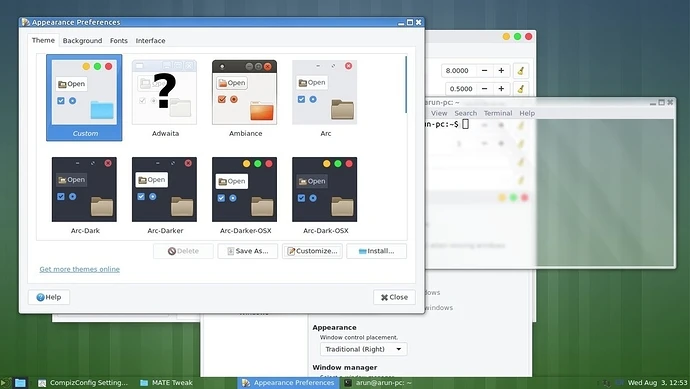 Appearance Preferences
Theme Background Fonts Interface
Open
Open
Open
Custom
Adwaita
Ambiance
Arc
Open
Open
Open
Open
Open
Arc-Dark
Arc-Darker
Arc-Darker-OSX
Arc-Dark-OSX
Delete
Save As...
Customize...
Install...
Get more themes online
Help
Close
8.0000
0.5000
arun-pc: ~
View Search Terminal Help
un-pc:~$
windows
Appearance
Window control placement.
Traditional (Right)
Window manager
CompizConfig Setting...
MATE Tweak
Appearance Preferences
arun@arun-pc: ~
Wed Aug 3, 12:53